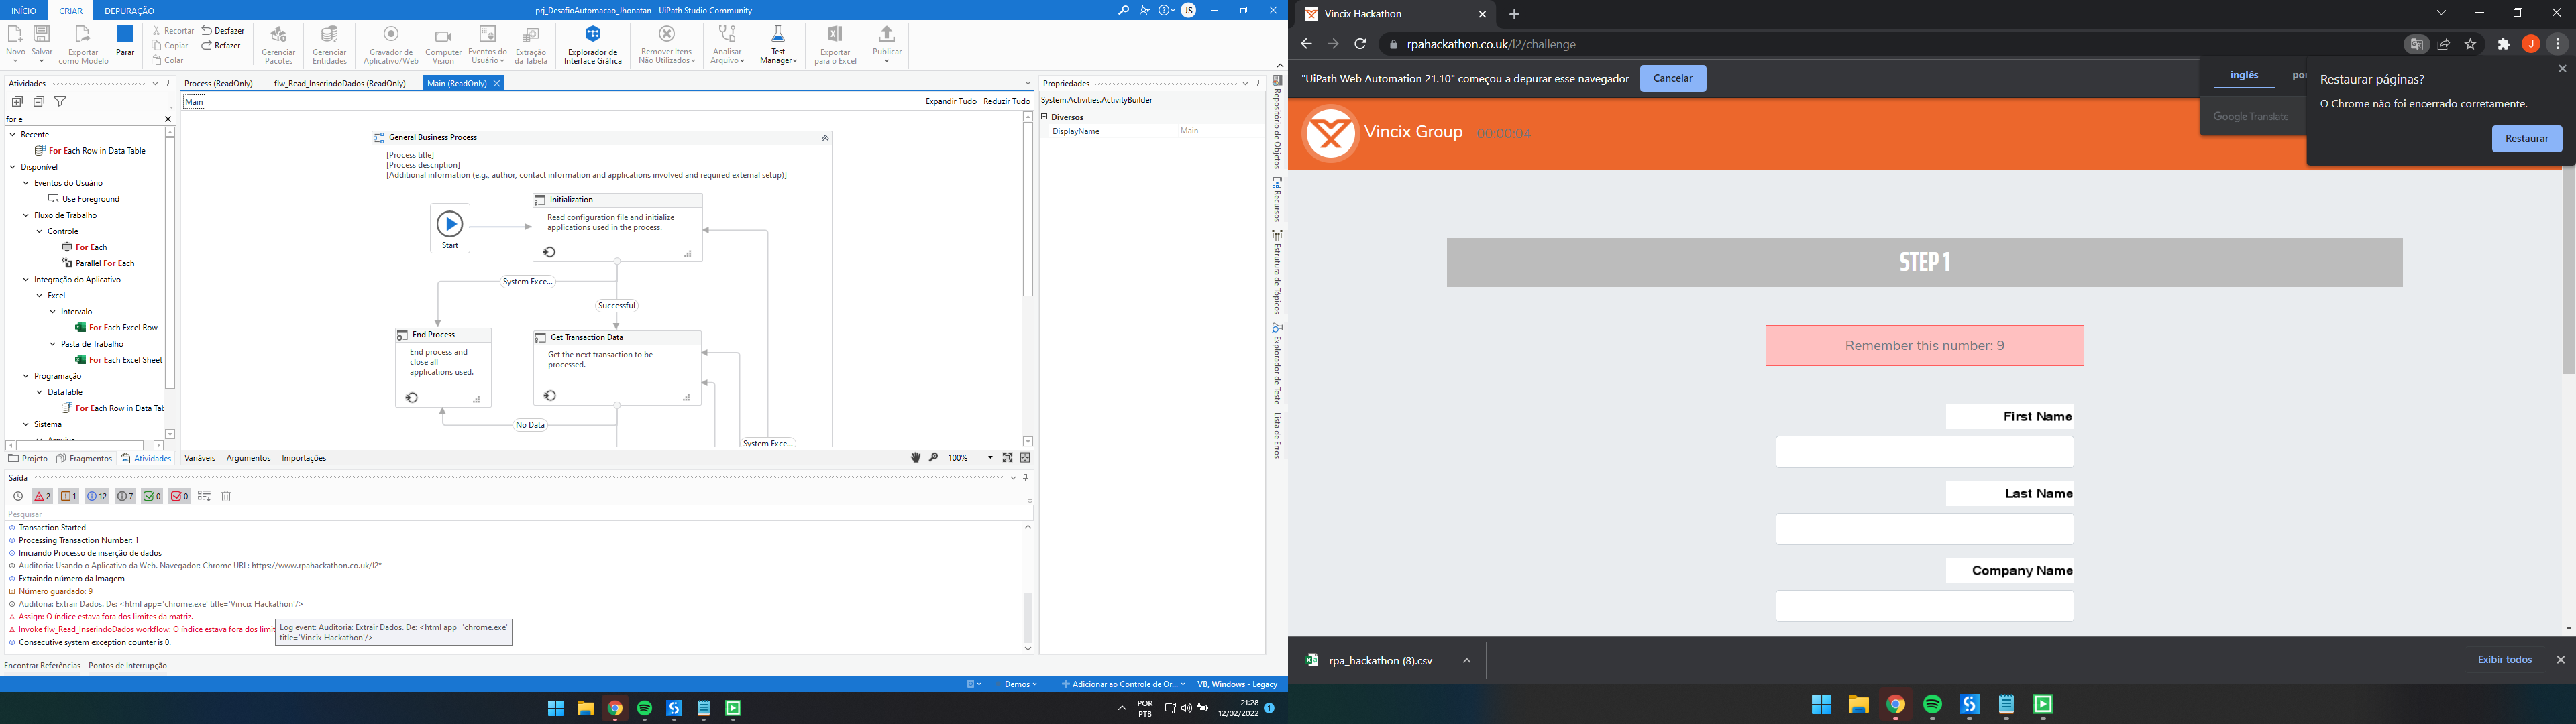 INÍCIO CRIAR DEPURAÇÃO
prj_DesafioAutomacao_Jhonatan - UiPath Studio Community
JS
Novo
Salvar
Exportar como Modelo
Parar
Recortar
Copiar
Colar
Desfazer
Refazer
Gerenciar Pacotes
Gerenciar Entidades
Gravador de Aplicativo/Web
Computer Vision
Eventos do Usuário
Extração da Tabela
Explorador de Interface Gráfica
Remover Itens Não Utilizados
Analisar Arquivo
Test Manager
Exportar para o Excel
Publicar
Atividades
for e
Recente
For Each Row in Data Table
Disponível
Eventos do Usuário
Use Foreground
Fluxo de Trabalho
Controle
For Each
Parallel For Each
Integração do Aplicativo
Excel
Intervalo
For Each Excel Row
Pasta de Trabalho
For Each Excel Sheet
Programação
DataTable
For Each Row in Data Tab
Sistema
Projeto Fragmentos Atividades
Process (ReadOnly) flw_Read_InserindoDados (ReadOnly) Main (ReadOnly)
Main
Expandir Tudo Reduzir Tudo
General Business Process
[Process title]
[Process description]
[Additional information (e.g., author, contact information and applications involved and required external setup)]
Start
Initialization
Read configuration file and initialize
applications used in the process.
System Exce...
Successful
End Process
End process and
close all
applications used.
Get Transaction Data
Get the next transaction to be
processed.
No Data
System Exce...
Variáveis Argumentos Importações
100%
Propriedades
System.Activities.ActivityBuilder
Diversos
DisplayName Main
Repositório de Objetos
Recursos
Estrutura de Tópicos
Explorador de Teste
Lista de Erros
Saída
2 1 12 7 0 0
Pesquisar
Transaction Started
Processing Transaction Number: 1
Iniciando Processo de inserção de dados
Auditoria: Usando o Aplicativo da Web. Navegador: Chrome URL: https://www.rpahackathon.co.uk/l2"
Extraindo número da Imagem
Número guardado: 9
Auditoria: Extrair Dados. De: <html app='chrome.exe' title='Vincix Hackathon'/>
Assign: O índice estava fora dos limites da matriz.
Invoke flw_Read_InserindoDados workflow: O índice estava fora dos limit
Log event: Auditoria: Extrair Dados. De: <html app='chrome.exe'
title='Vincix Hackathon'/>
Consecutive system exception counter is 0.
Encontrar Referências Pontos de Interrupção
Demos
Adicionar ao Controle de Or...
VB, Windows - Legacy
POR
PTB
21:28
12/02/2022
1
Vincix Hackathon
rpahackathon.co.uk/l2/challenge
J
"UiPath Web Automation 21.10" começou a depurar esse navegador
Cancelar
inglês por
Google Translate
Restaurar páginas?
O Chrome não foi encerrado corretamente.
Restaurar
Vincix Group 00:00:04
STEP 1
Remember this number: 9
First Name
Last Name
Company Name
rpa_hackathon (8).csv
Exibir todos